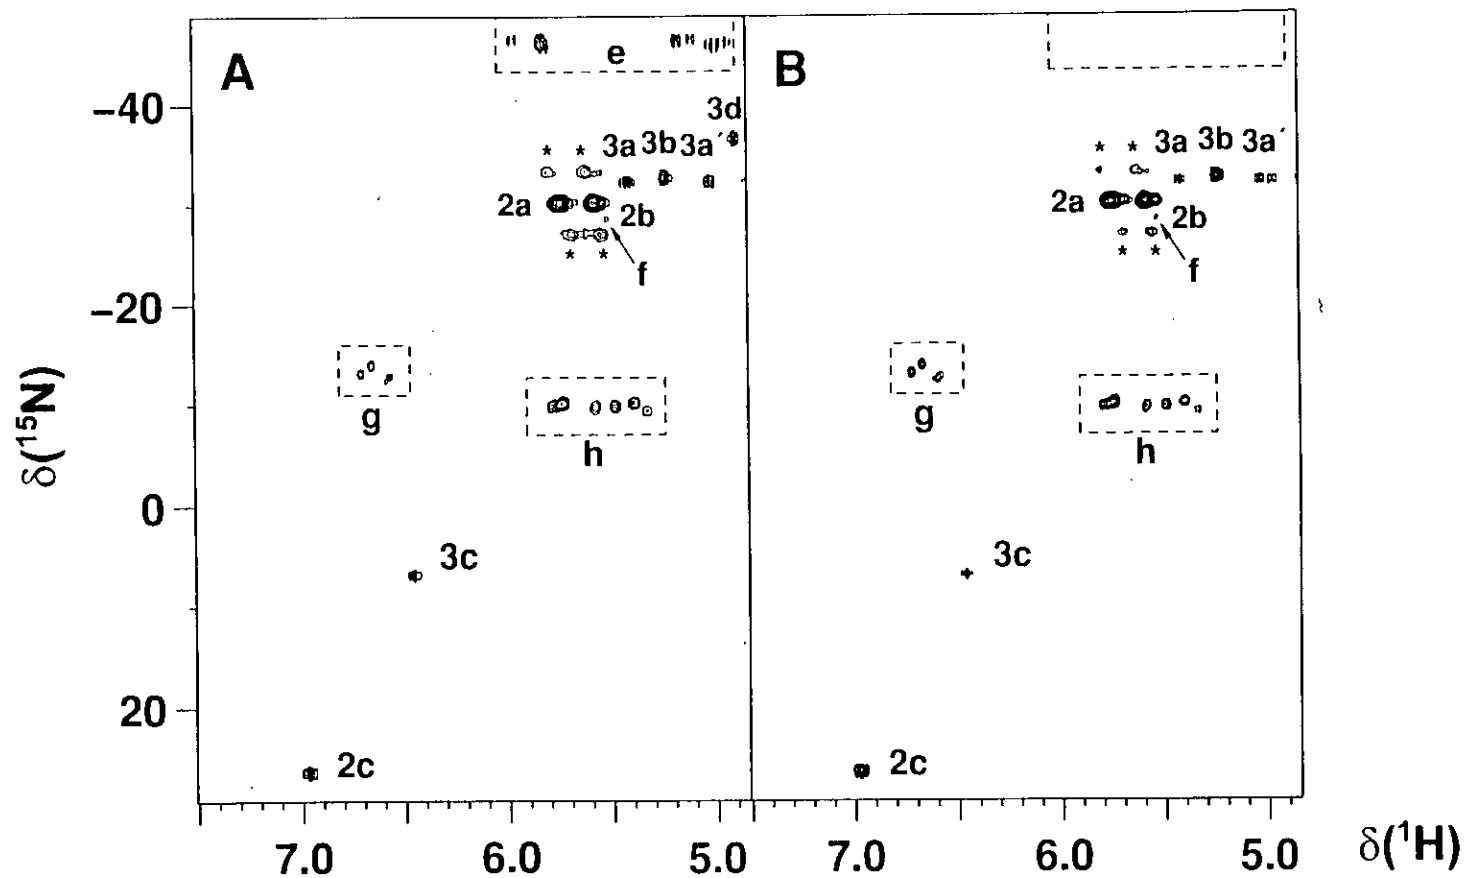 A
e
B
3d
−40
* * 3a 3b 3a´
* * 3a 3b 3a´
2a
2b
2a
2b
* *
f
* *
f
−20
g
h
g
h
δ(¹⁵N)
0
3c
3c
20
2c
2c
7.0 6.0 5.0
7.0 6.0 5.0
δ(¹H)